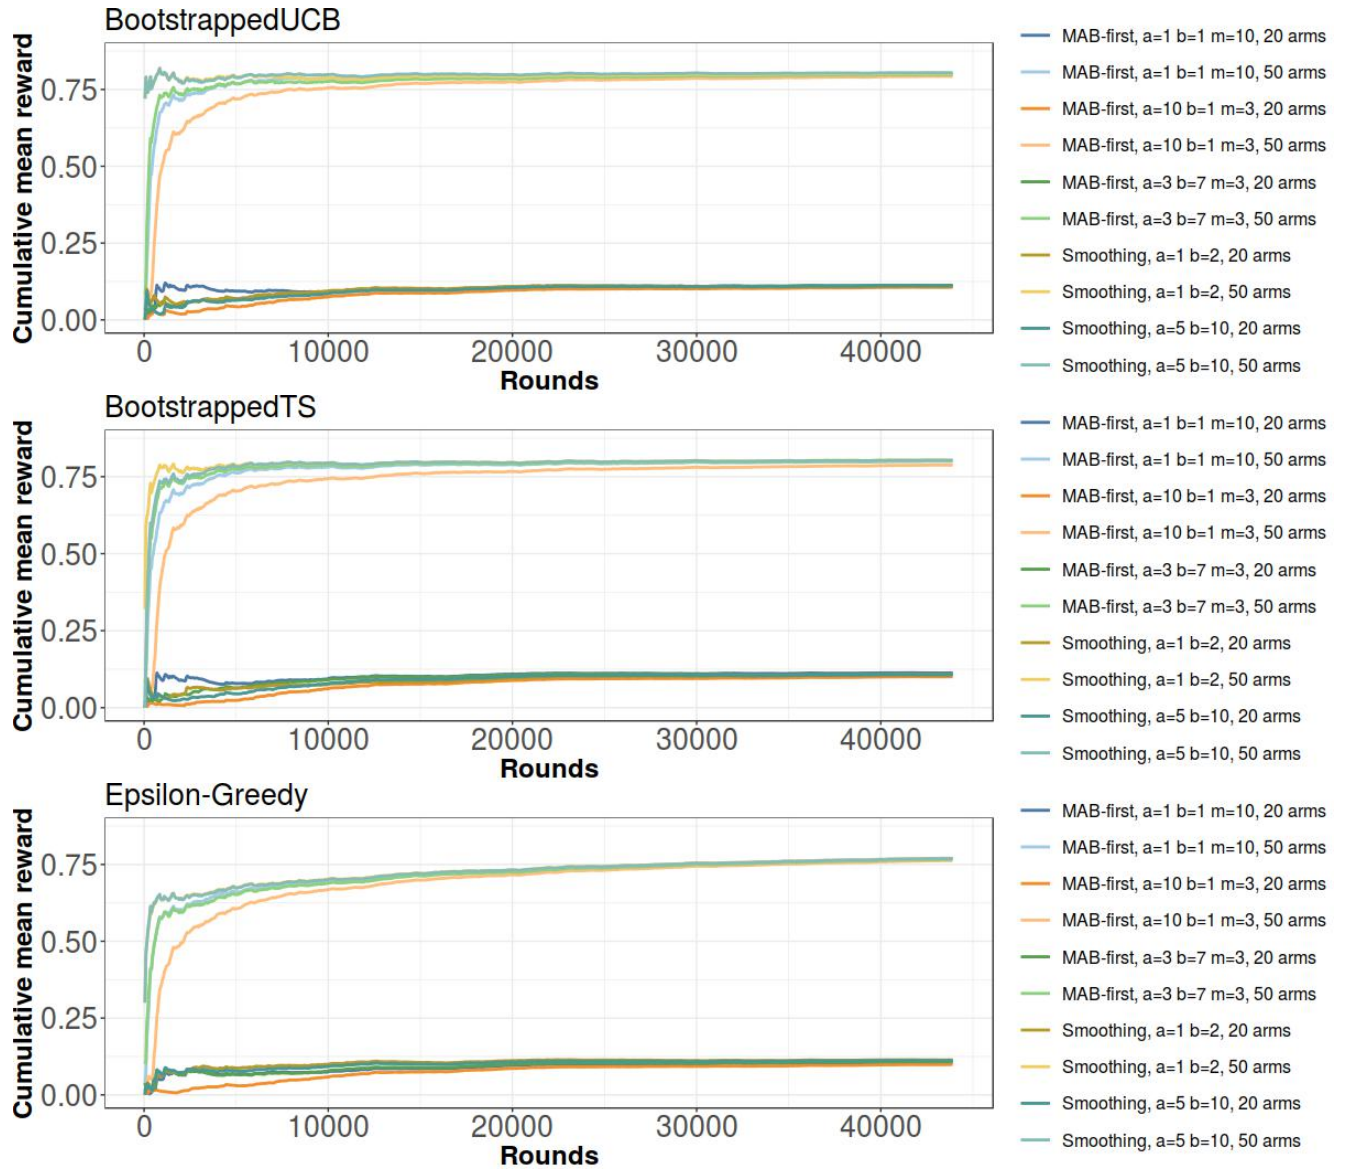 BootstrappedUCB
Cumulative mean reward
0.75
0.50
0.25
0.00
0 10000 20000 30000 40000
Rounds
MAB-first, a=1 b=1 m=10, 20 arms
MAB-first, a=1 b=1 m=10, 50 arms
MAB-first, a=10 b=1 m=3, 20 arms
MAB-first, a=10 b=1 m=3, 50 arms
MAB-first, a=3 b=7 m=3, 20 arms
MAB-first, a=3 b=7 m=3, 50 arms
Smoothing, a=1 b=2, 20 arms
Smoothing, a=1 b=2, 50 arms
Smoothing, a=5 b=10, 20 arms
Smoothing, a=5 b=10, 50 arms
BootstrappedTS
Cumulative mean reward
0.75
0.50
0.25
0.00
0 10000 20000 30000 40000
Rounds
MAB-first, a=1 b=1 m=10, 20 arms
MAB-first, a=1 b=1 m=10, 50 arms
MAB-first, a=10 b=1 m=3, 20 arms
MAB-first, a=10 b=1 m=3, 50 arms
MAB-first, a=3 b=7 m=3, 20 arms
MAB-first, a=3 b=7 m=3, 50 arms
Smoothing, a=1 b=2, 20 arms
Smoothing, a=1 b=2, 50 arms
Smoothing, a=5 b=10, 20 arms
Smoothing, a=5 b=10, 50 arms
Epsilon-Greedy
Cumulative mean reward
0.75
0.50
0.25
0.00
0 10000 20000 30000 40000
Rounds
MAB-first, a=1 b=1 m=10, 20 arms
MAB-first, a=1 b=1 m=10, 50 arms
MAB-first, a=10 b=1 m=3, 20 arms
MAB-first, a=10 b=1 m=3, 50 arms
MAB-first, a=3 b=7 m=3, 20 arms
MAB-first, a=3 b=7 m=3, 50 arms
Smoothing, a=1 b=2, 20 arms
Smoothing, a=1 b=2, 50 arms
Smoothing, a=5 b=10, 20 arms
Smoothing, a=5 b=10, 50 arms